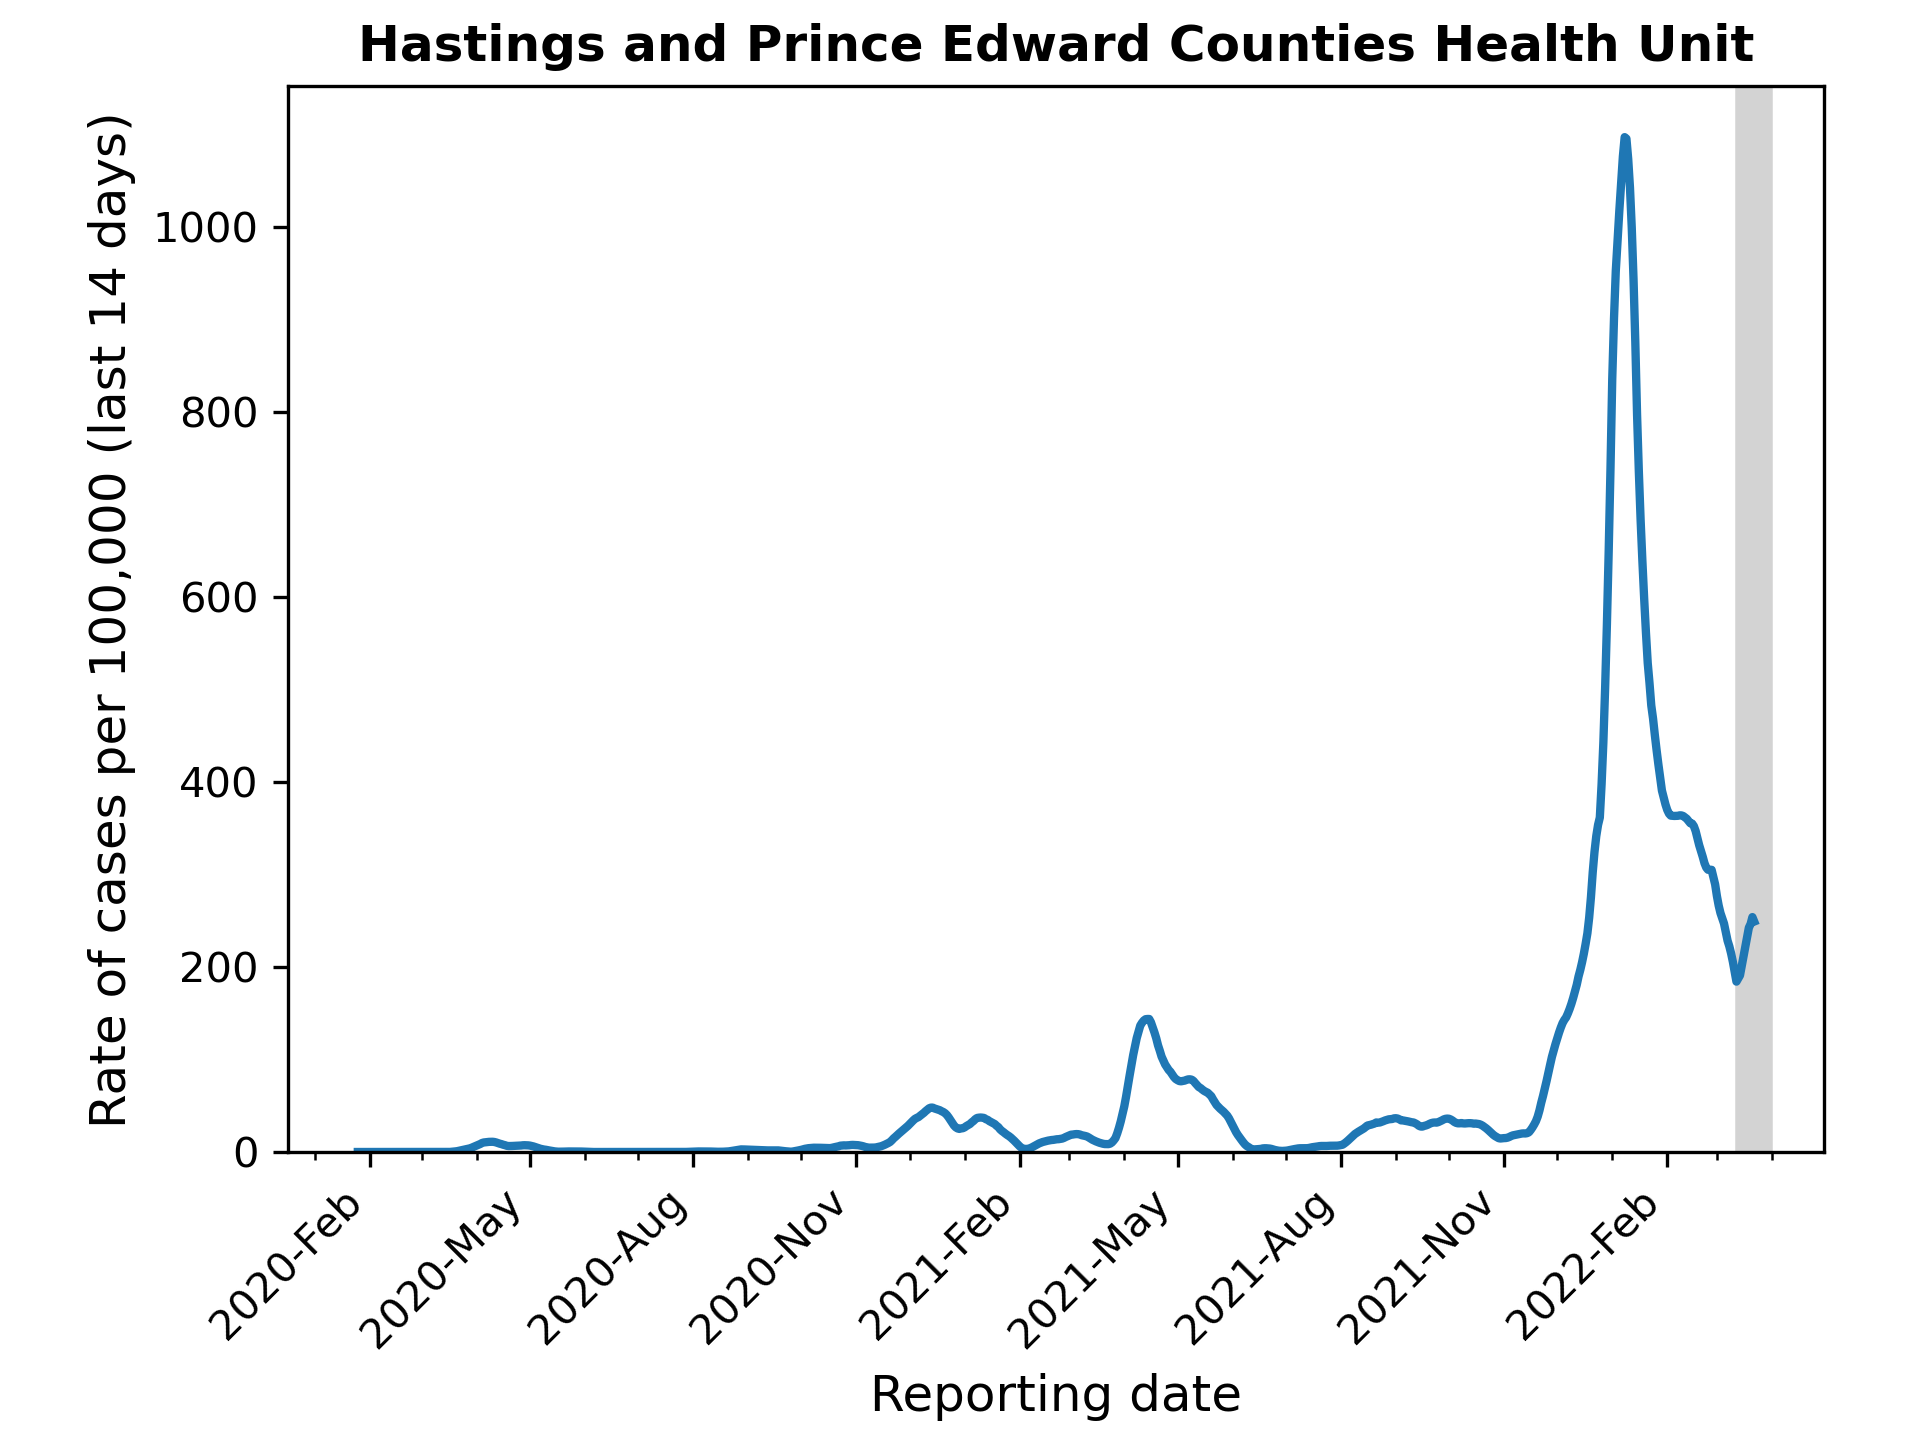 Hastings and Prince Edward Counties Health Unit
Rate of cases per 100,000 (last 14 days)
1000
800
600
400
200
0
2020-Feb
2020-May
2020-Aug
2020-Nov
2021-Feb
2021-May
2021-Aug
2021-Nov
2022-Feb
Reporting date